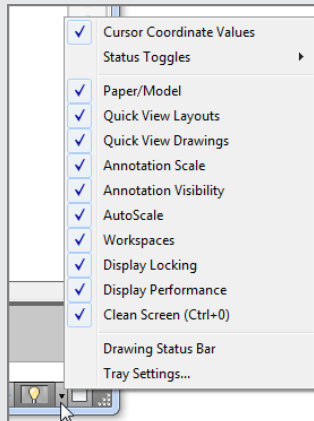 Cursor Coordinate Values
Status Toggles
Paper/Model
Quick View Layouts
Quick View Drawings
Annotation Scale
Annotation Visibility
AutoScale
Workspaces
Display Locking
Display Performance
Clean Screen (Ctrl+0)
Drawing Status Bar
Tray Settings...